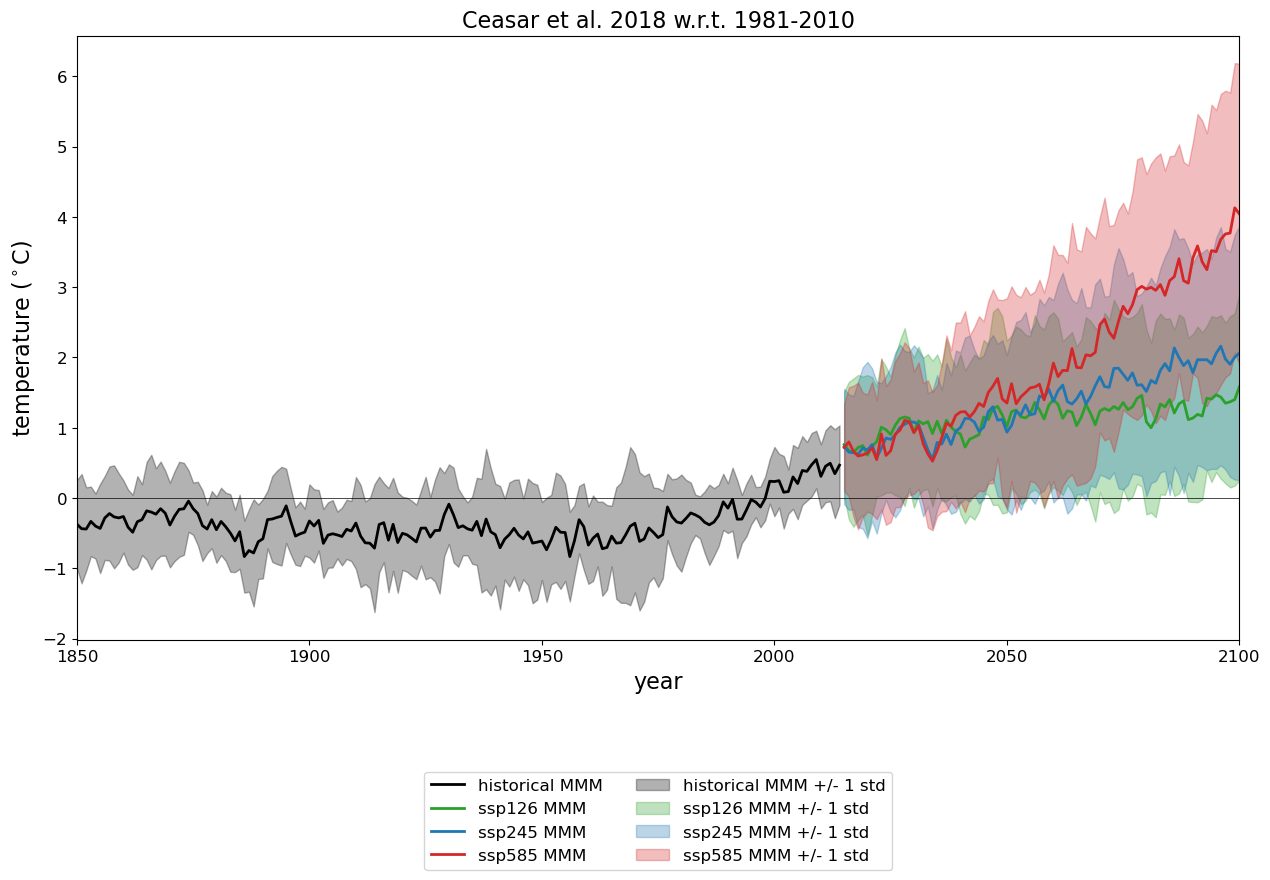 Ceasar et al. 2018 w.r.t. 1981-2010
6
5
4
3
2
1
0
−1
−2
temperature (°C)
1850 1900 1950 2000 2050 2100
year
historical MMM historical MMM +/- 1 std
ssp126 MMM ssp126 MMM +/- 1 std
ssp245 MMM ssp245 MMM +/- 1 std
ssp585 MMM ssp585 MMM +/- 1 std